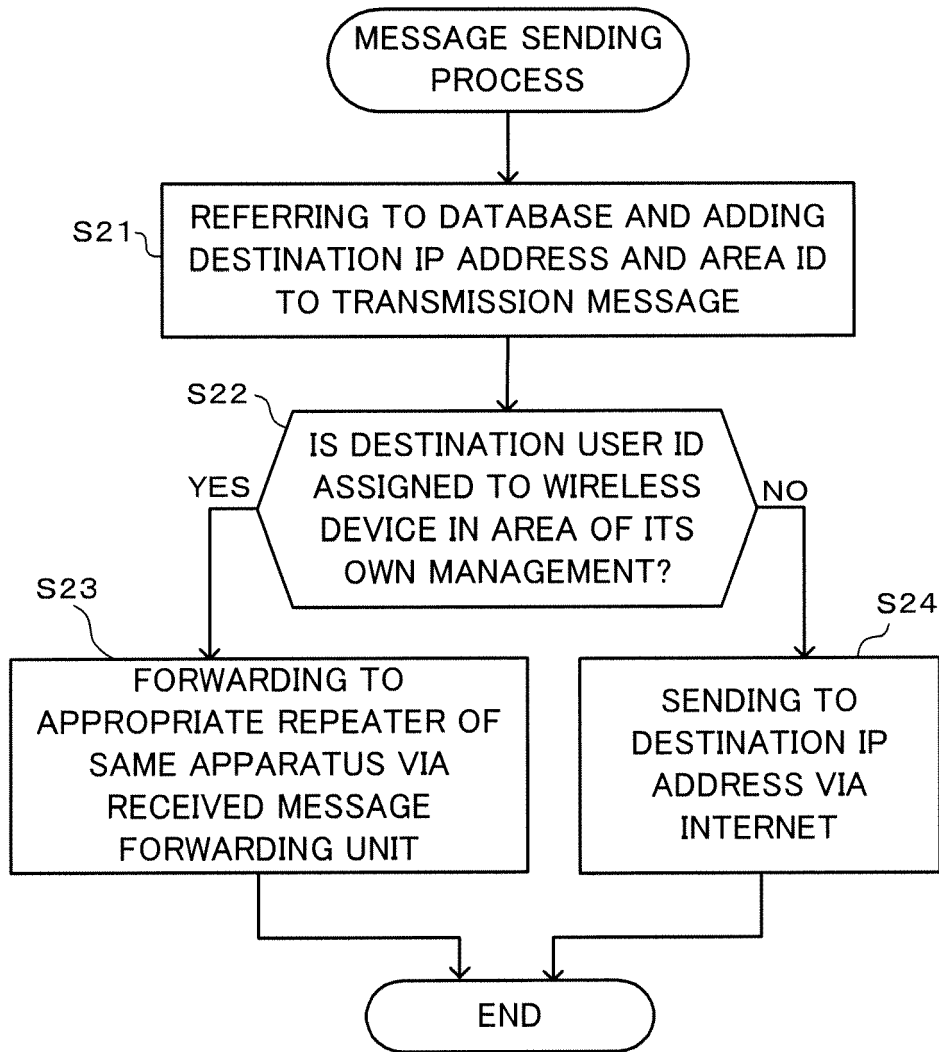 MESSAGE SENDING
PROCESS
S21
REFERRING TO DATABASE AND ADDING
DESTINATION IP ADDRESS AND AREA ID
TO TRANSMISSION MESSAGE
S22
IS DESTINATION USER ID
ASSIGNED TO WIRELESS
DEVICE IN AREA OF ITS
OWN MANAGEMENT?
YES
NO
S23
FORWARDING TO
APPROPRIATE REPEATER OF
SAME APPARATUS VIA
RECEIVED MESSAGE
FORWARDING UNIT
S24
SENDING TO
DESTINATION IP
ADDRESS VIA
INTERNET
END